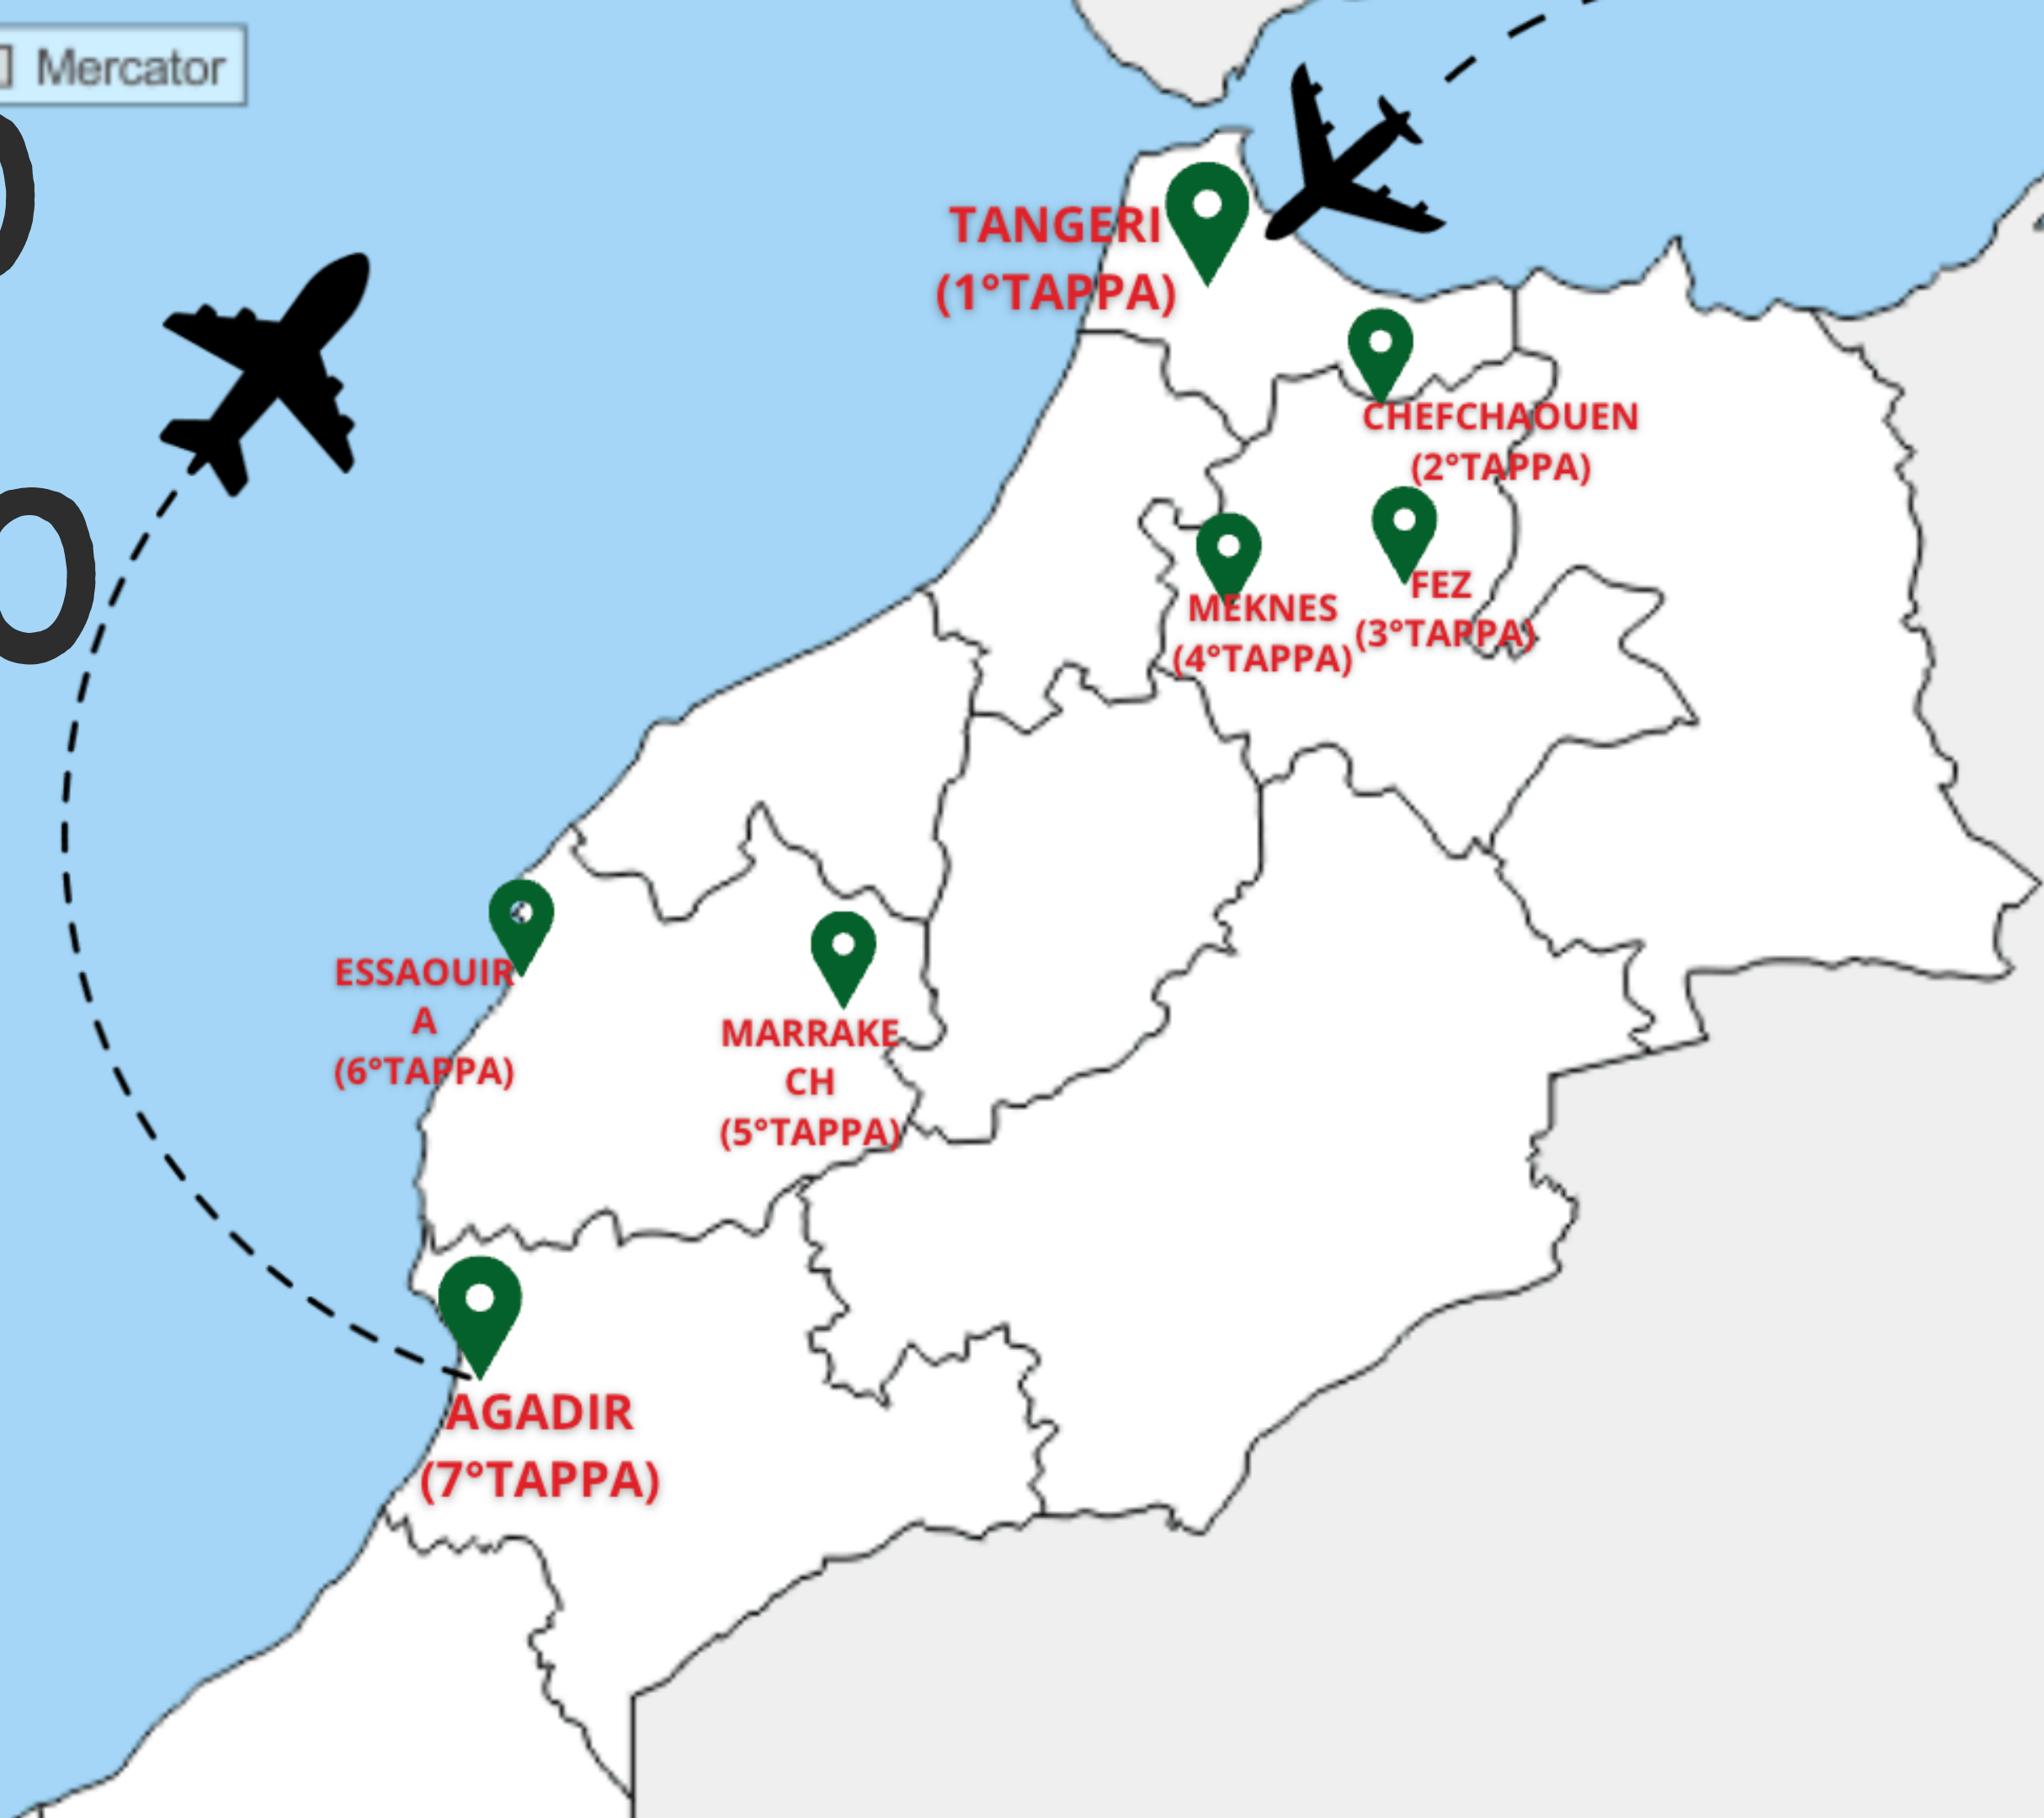 Mercator
TANGERI
(1°TAPPA)
CHEFCHAOUEN
(2°TAPPA)
FEZ
(3°TAPPA)
MEKNES
(4°TAPPA)
ESSAOUIR
A
(6°TAPPA)
MARRAKE
CH
(5°TAPPA)
AGADIR
(7°TAPPA)